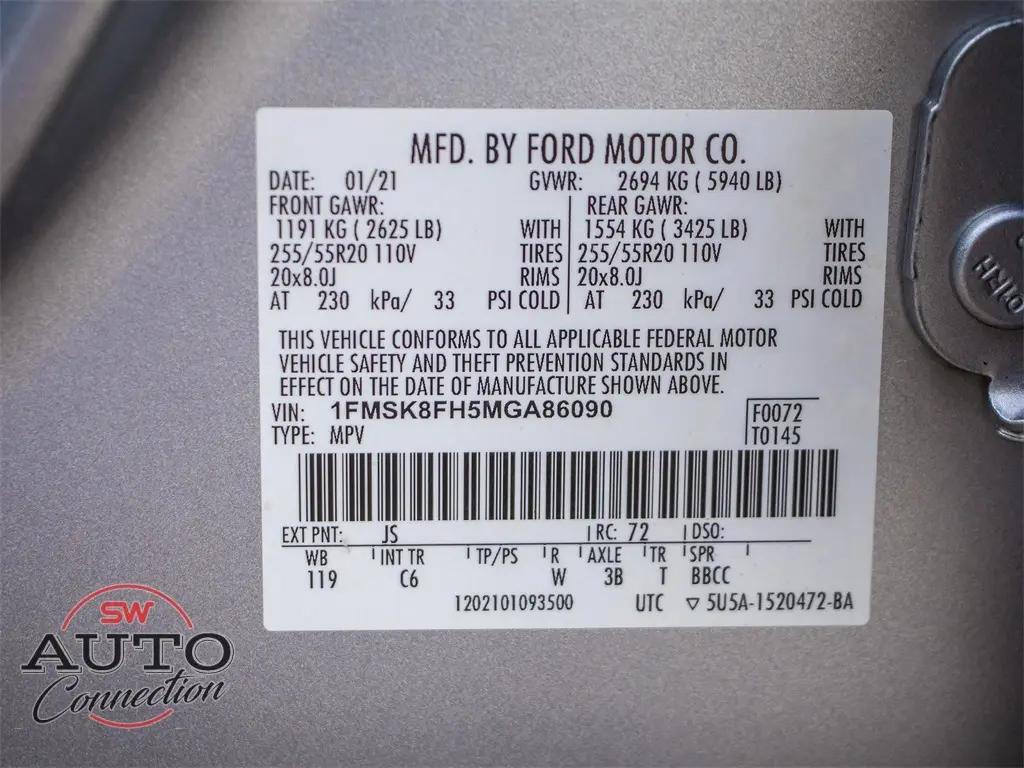 MFD. BY FORD MOTOR CO.
DATE: 01/21 GVWR: 2694 KG ( 5940 LB)
FRONT GAWR: REAR GAWR:
1191 KG ( 2625 LB) WITH 1554 KG ( 3425 LB) WITH
255/55R20 110V TIRES 255/55R20 110V TIRES
20x8.0J RIMS 20x8.0J RIMS
AT 230 kPa/ 33 PSI COLD AT 230 kPa/ 33 PSI COLD
THIS VEHICLE CONFORMS TO ALL APPLICABLE FEDERAL MOTOR
VEHICLE SAFETY AND THEFT PREVENTION STANDARDS IN
EFFECT ON THE DATE OF MANUFACTURE SHOWN ABOVE.
VIN: 1FMSK8FH5MGA86090 F0072
TYPE: MPV T0145
EXT PNT: JS RC: 72 DSO:
WB INT TR TP/PS R AXLE TR SPR
119 C6 W 3B T BBCC
1202101093500 UTC ▽ 5U5A-1520472-BA
SW
AUTO
Connection